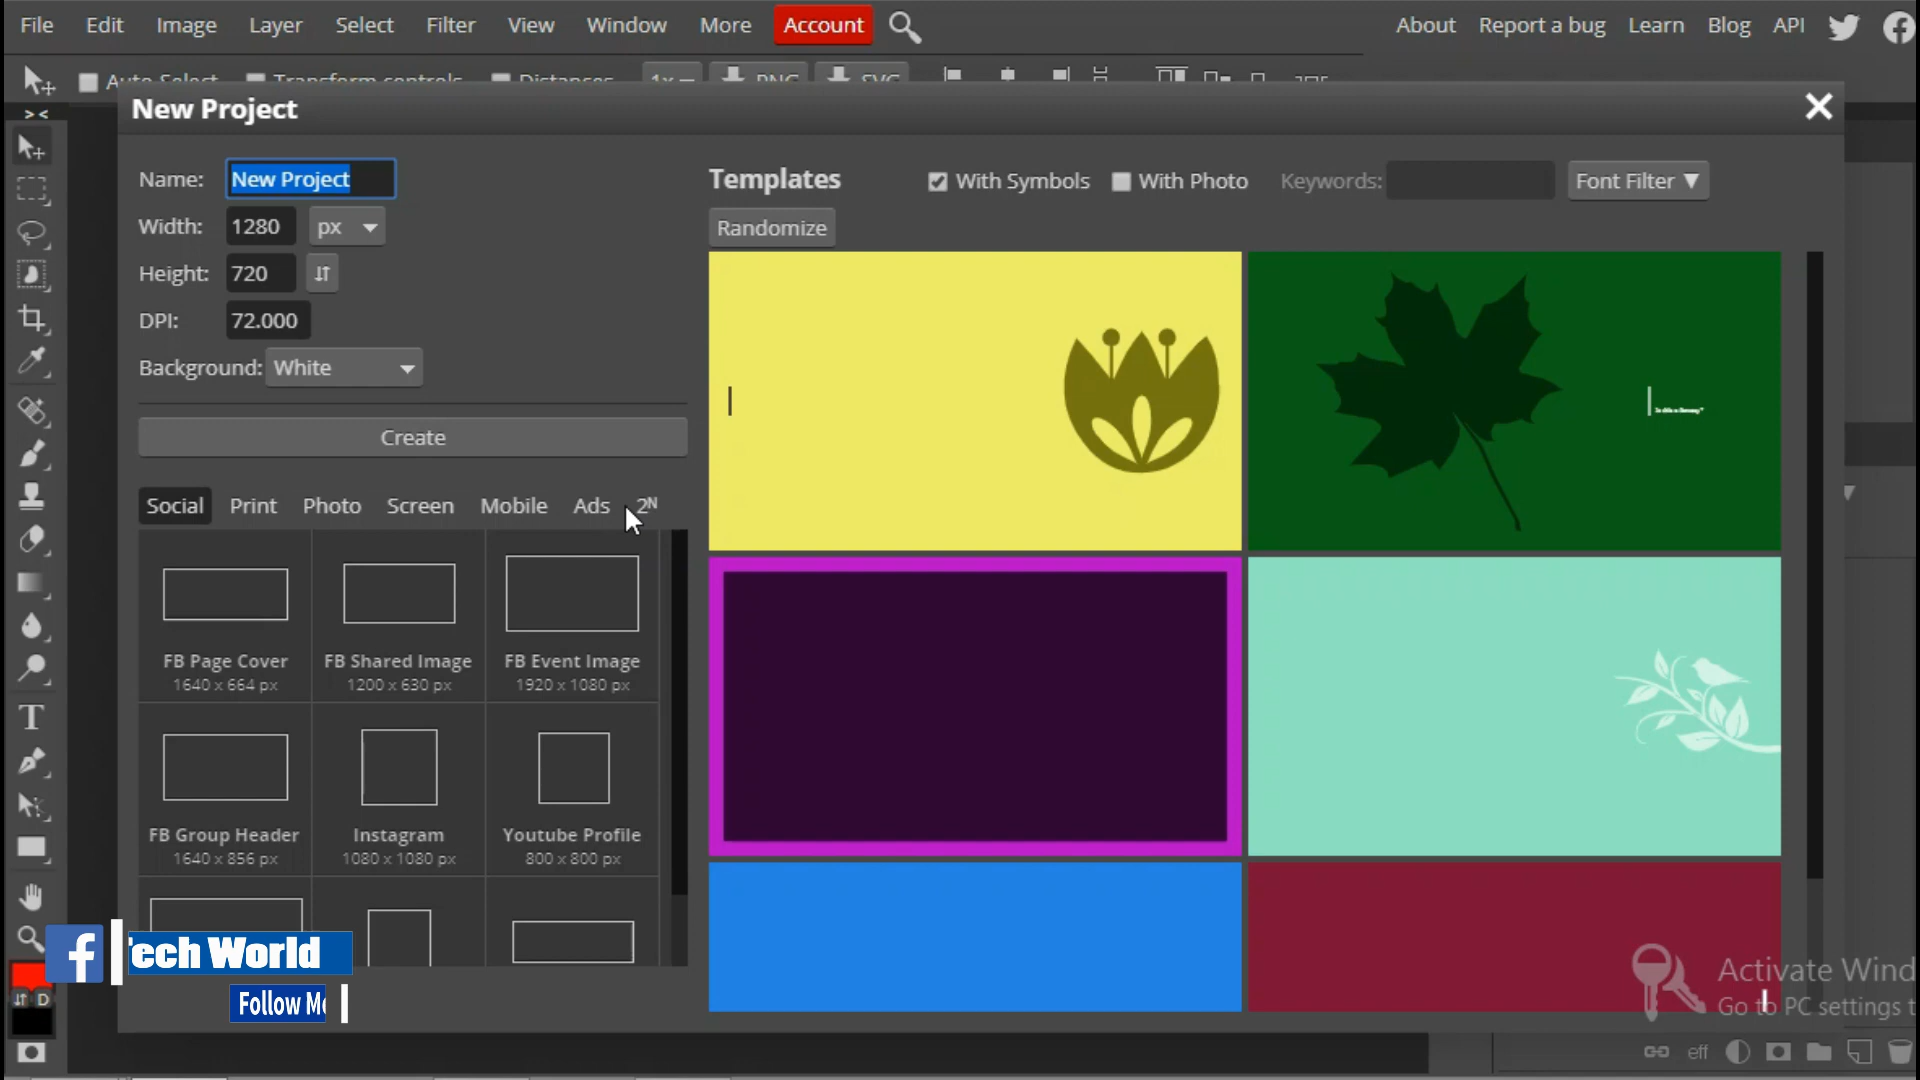 File Edit Image Layer Select Filter View Window More Account About Report a bug Learn Blog API
Auto-Select Transform controls Distances 1x PNG SVG
> <
New Project
Name: New Project
Width: 1280 px
Height: 720
DPI: 72.000
Background: White
Create
Social Print Photo Screen Mobile Ads 2ᴺ
FB Page Cover FB Shared Image FB Event Image
1640 x 664 px 1200 x 630 px 1920 x 1080 px
FB Group Header Instagram Youtube Profile
1640 x 856 px 1080 x 1080 px 800 x 800 px
Templates With Symbols With Photo Keywords: Font Filter ▼
Randomize
T
D
f
Tech World
Follow Me
Activate Wind
Go to PC settings t
eff